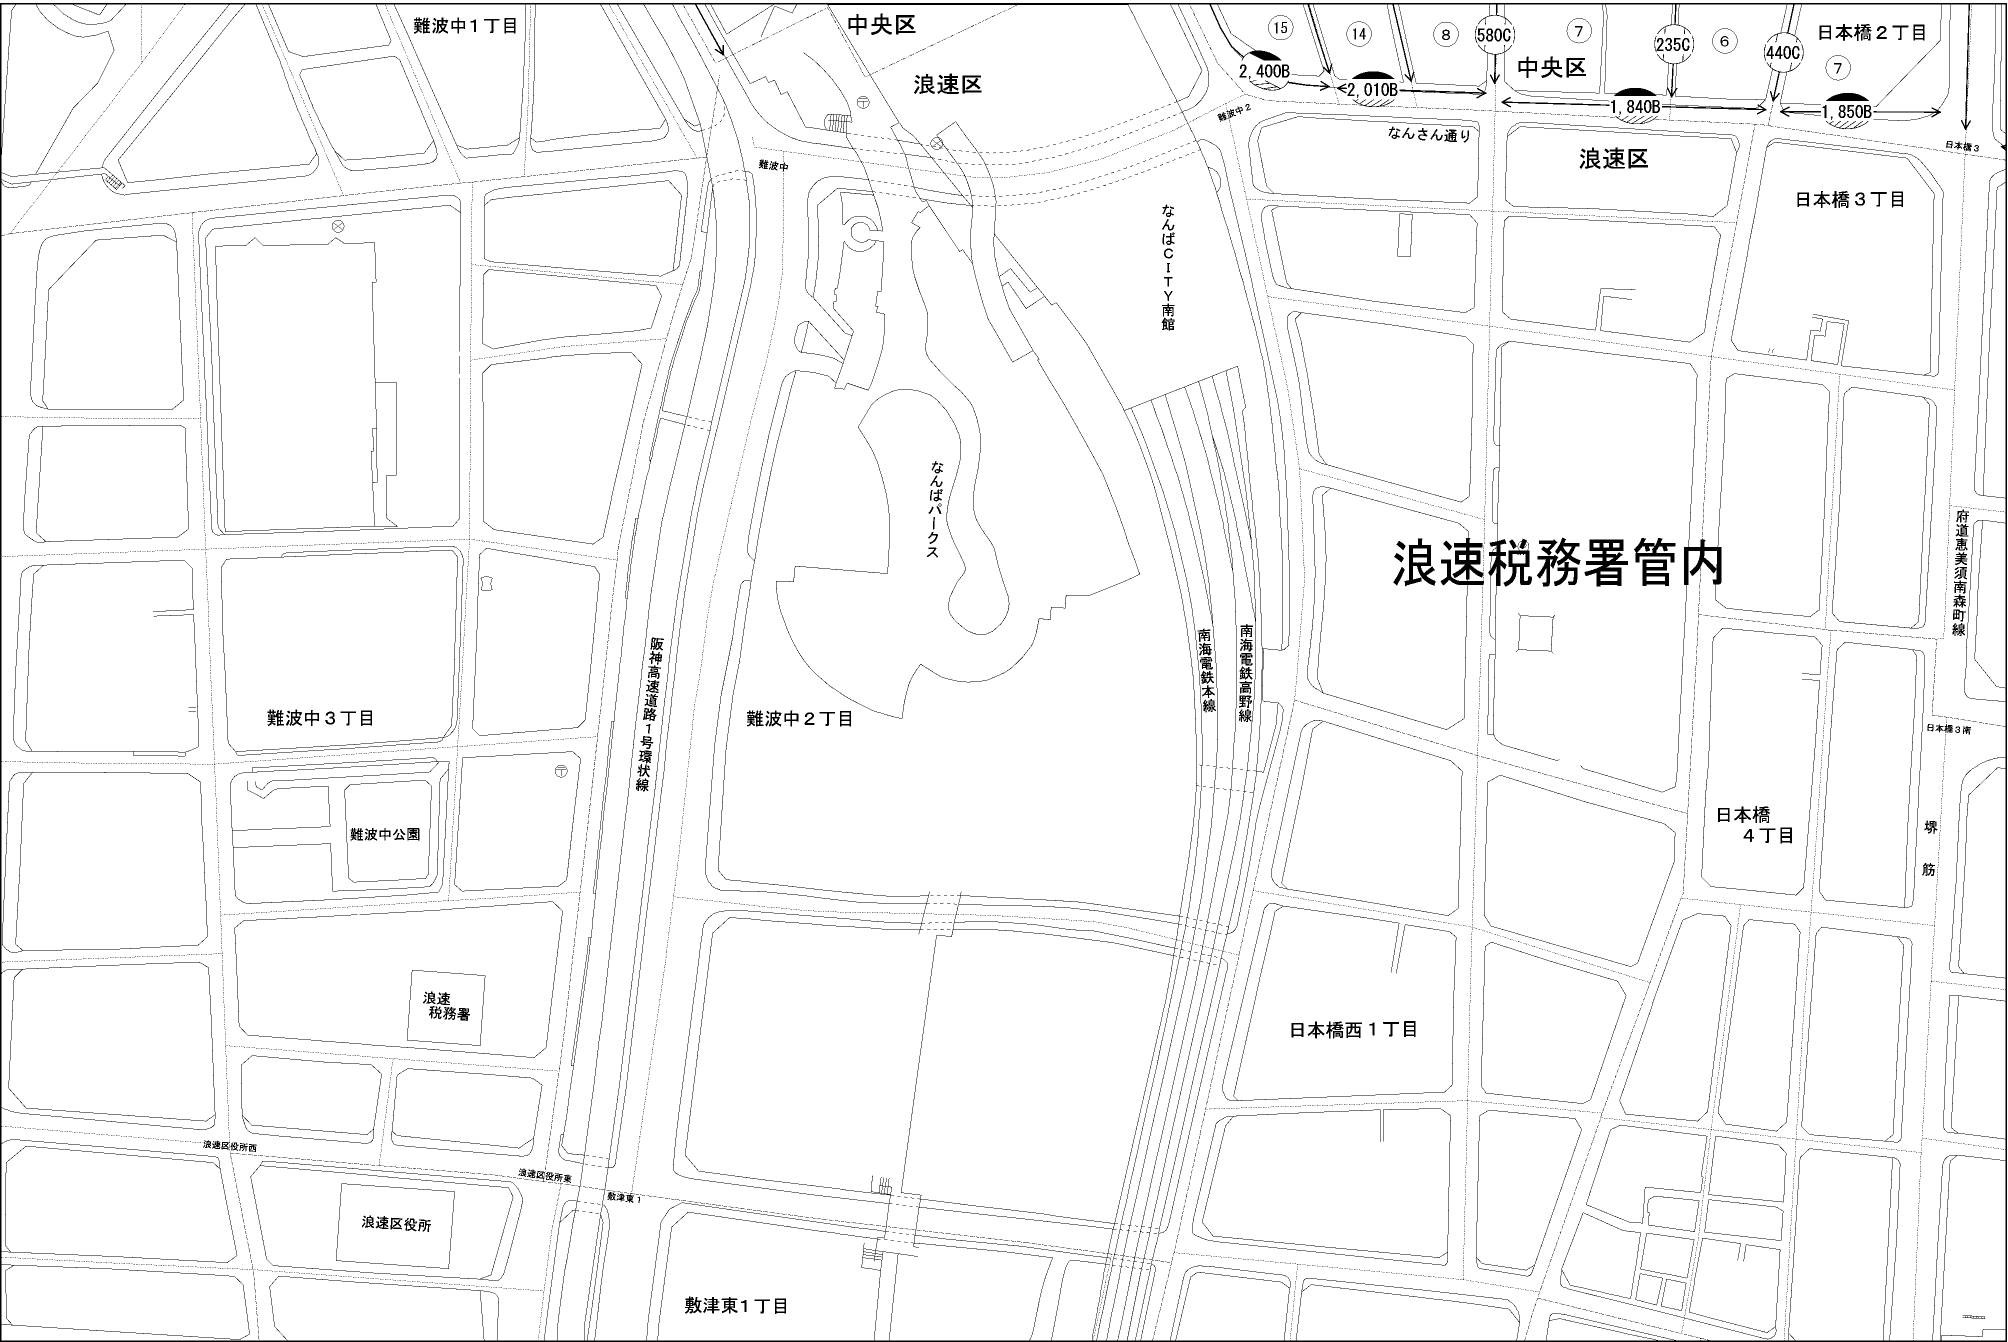 難波中１丁目
中央区
浪速区
⑮
⑭
⑧
580C
⑦
235C
⑥
440C
⑦
日本橋２丁目
中央区
2,400B
2,010B
1,840B
1,850B
難波中２
なんさん通り
浪速区
日本橋３
難波中
日本橋３丁目
なんばＣＩＴＹ南館
なんばパークス
浪速税務署管内
府道恵美須南森町線
阪神高速道路１号環状線
南海電鉄本線
南海電鉄高野線
難波中３丁目
難波中２丁目
日本橋３南
難波中公園
日本橋
４丁目
堺筋
浪速
税務署
日本橋西１丁目
浪速区役所西
浪速区役所東
敷津東１
浪速区役所
敷津東１丁目